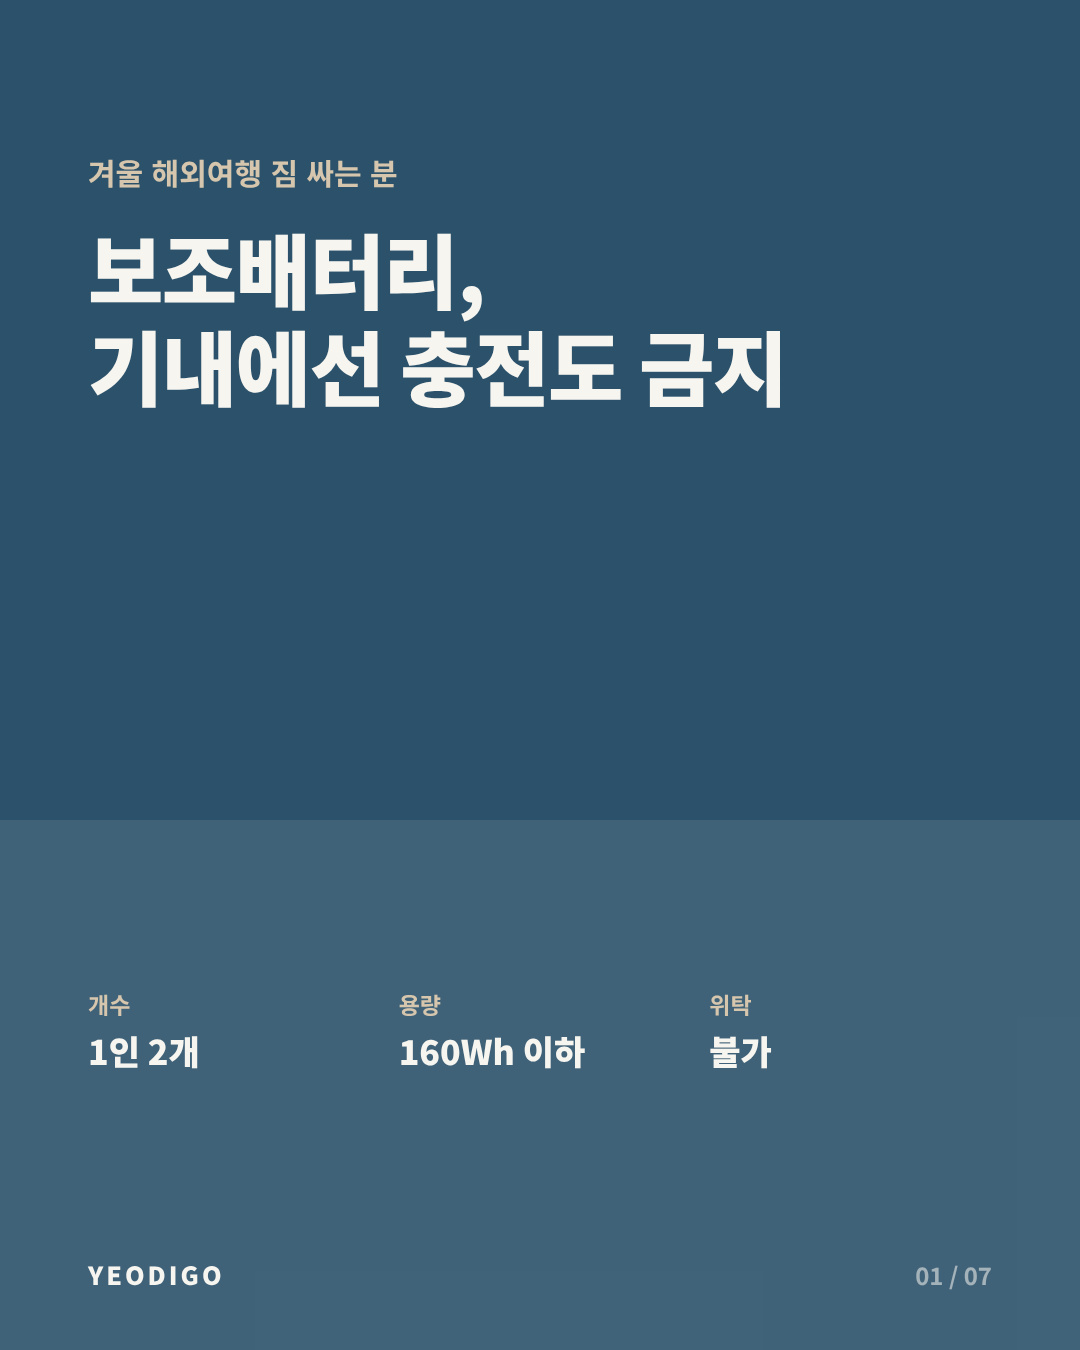 겨울 해외여행 짐 싸는 분
보조배터리,
기내에선 충전도 금지
개수
1인 2개
용량
160Wh 이하
위탁
불가
YEODIGO
01 / 07